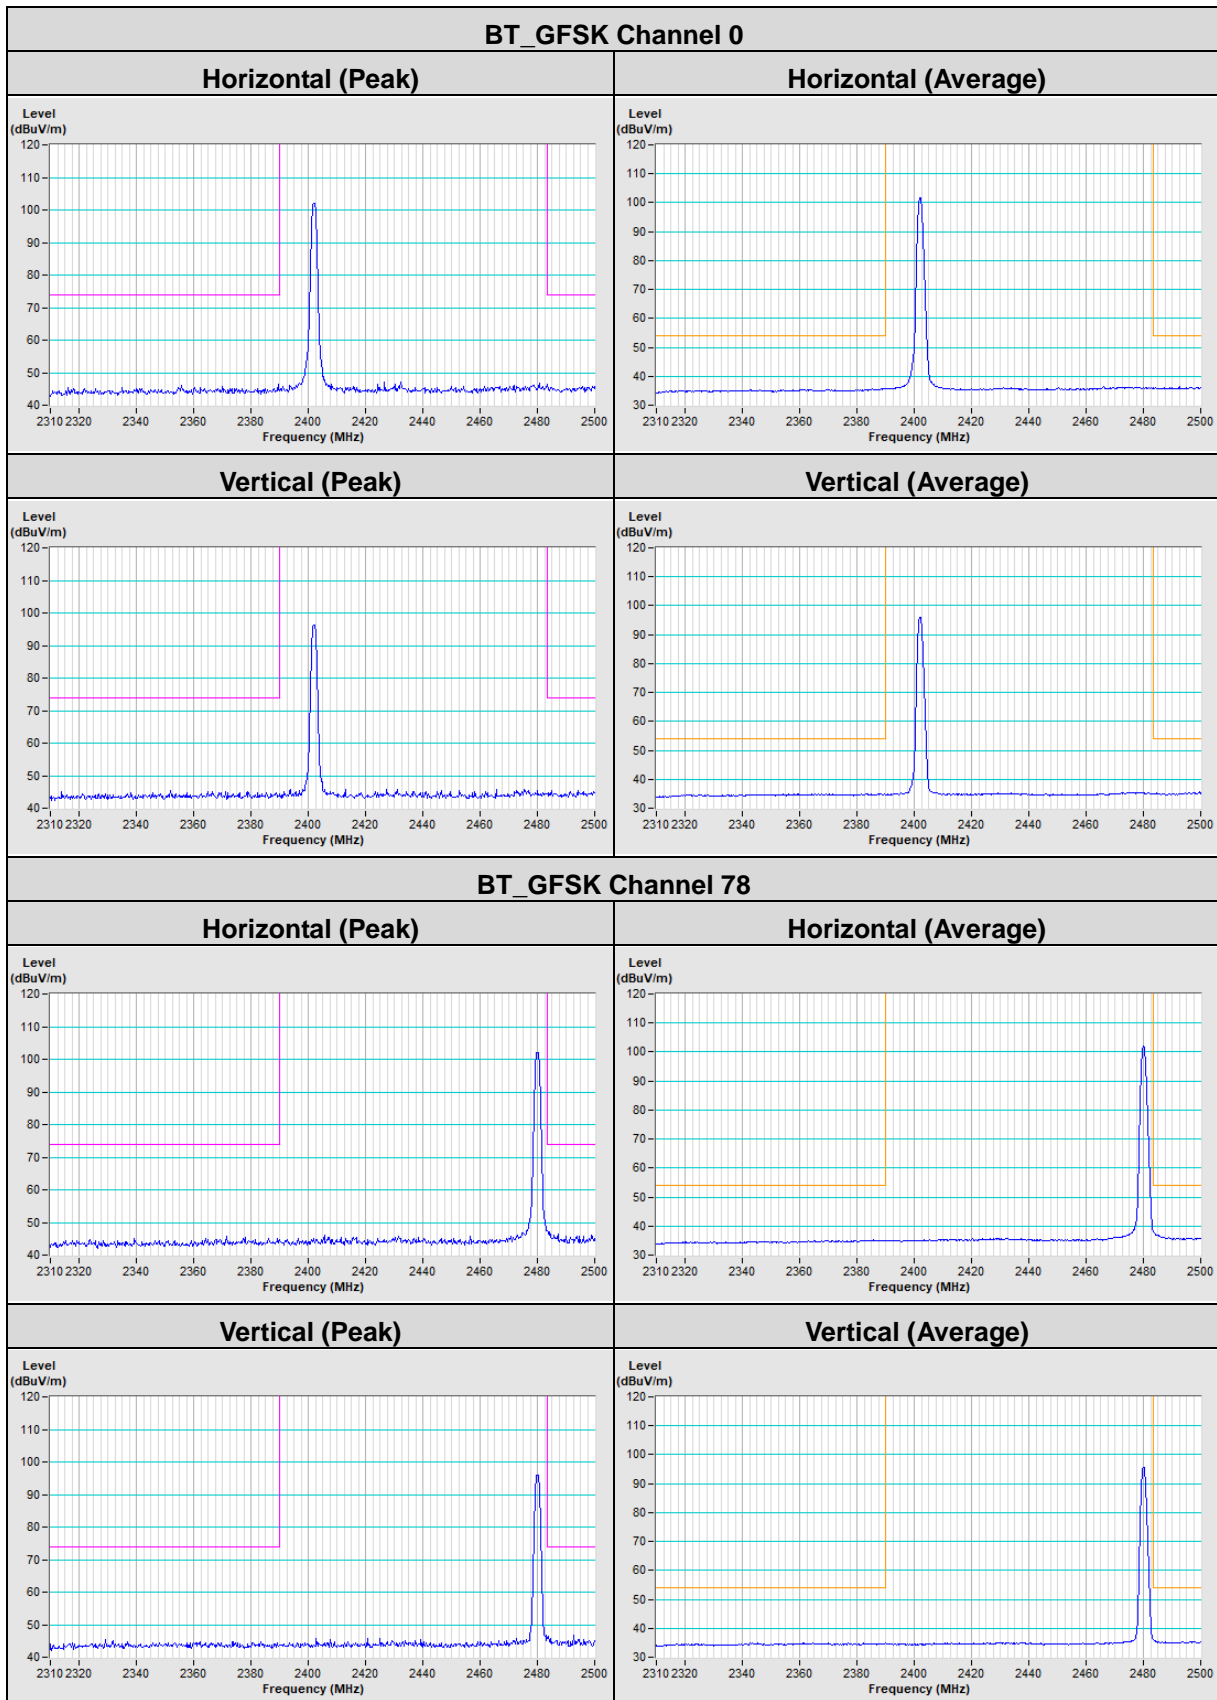 BT_GFSK Channel 0
Horizontal (Peak) Horizontal (Average)
Level Level
(dBuV/m) (dBuV/m)
120 120
110 110
100 100
90 90
80 80
70 70
60 60
50 50
40 40
30
2310 2320 2340 2360 2380 2400 2420 2440 2460 2480 2500 2310 2320 2340 2360 2380 2400 2420 2440 2460 2480 2500
Frequency (MHz) Frequency (MHz)
Vertical (Peak) Vertical (Average)
Level Level
(dBuV/m) (dBuV/m)
120 120
110 110
100 100
90 90
80 80
70 70
60 60
50 50
40 40
30
2310 2320 2340 2360 2380 2400 2420 2440 2460 2480 2500 2310 2320 2340 2360 2380 2400 2420 2440 2460 2480 2500
Frequency (MHz) Frequency (MHz)
BT_GFSK Channel 78
Horizontal (Peak) Horizontal (Average)
Level Level
(dBuV/m) (dBuV/m)
120 120
110 110
100 100
90 90
80 80
70 70
60 60
50 50
40 40
30
2310 2320 2340 2360 2380 2400 2420 2440 2460 2480 2500 2310 2320 2340 2360 2380 2400 2420 2440 2460 2480 2500
Frequency (MHz) Frequency (MHz)
Vertical (Peak) Vertical (Average)
Level Level
(dBuV/m) (dBuV/m)
120 120
110 110
100 100
90 90
80 80
70 70
60 60
50 50
40 40
30
2310 2320 2340 2360 2380 2400 2420 2440 2460 2480 2500 2310 2320 2340 2360 2380 2400 2420 2440 2460 2480 2500
Frequency (MHz) Frequency (MHz)